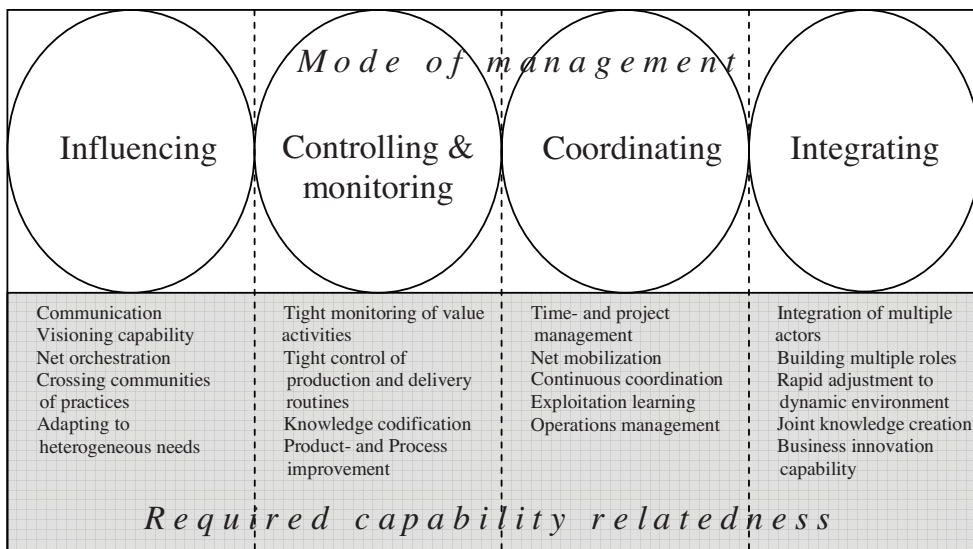 Mode of management
Influencing
Controlling &
monitoring
Coordinating
Integrating
Communication
Visioning capability
Net orchestration
Crossing communities
of practices
Adapting to
heterogeneous needs
Tight monitoring of value
activities
Tight control of
production and delivery
routines
Knowledge codification
Product- and Process
improvement
Time- and project
management
Net mobilization
Continuous coordination
Exploitation learning
Operations management
Integration of multiple
actors
Building multiple roles
Rapid adjustment to
dynamic environment
Joint knowledge creation
Business innovation
capability
Required capability relatedness